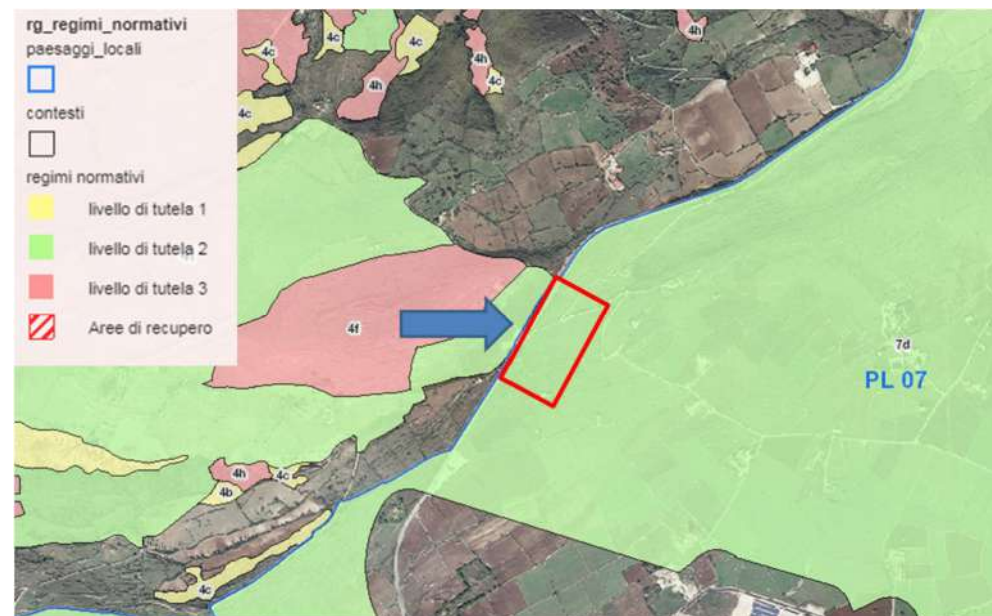 rg_regimi_normativi
paesaggi_locali
contesti
regimi normativi
livello di tutela 1
livello di tutela 2
livello di tutela 3
Aree di recupero
4c
4c
4c
4h
4h
4c
4h
4c
4f
7d
PL 07
4h
4c
4b
4c